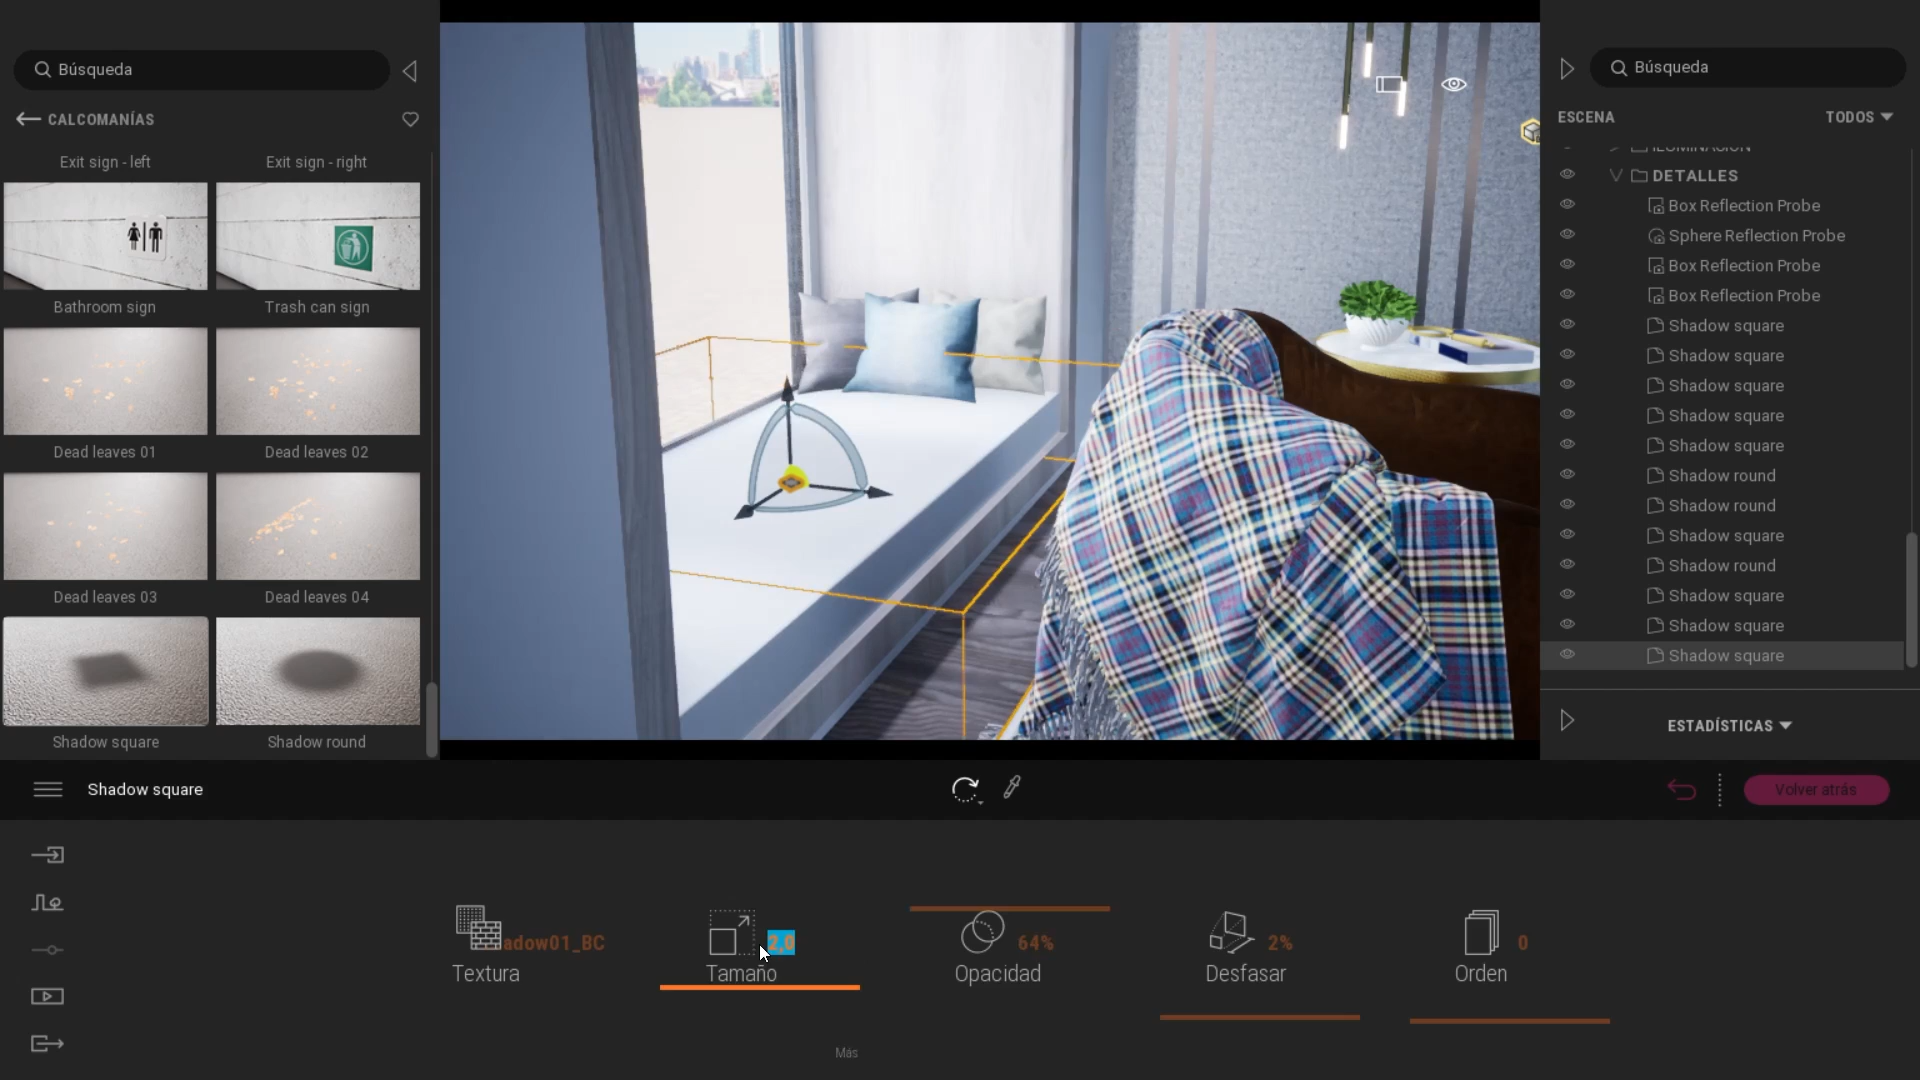 Búsqueda
CALCOMANÍAS
Exit sign - left
Exit sign - right
Bathroom sign
Trash can sign
Dead leaves 01
Dead leaves 02
Dead leaves 03
Dead leaves 04
Shadow square
Shadow round
Búsqueda
ESCENA
TODOS
DETALLES
Box Reflection Probe
Sphere Reflection Probe
Box Reflection Probe
Box Reflection Probe
Shadow square
Shadow square
Shadow square
Shadow square
Shadow square
Shadow round
Shadow round
Shadow square
Shadow round
Shadow square
Shadow square
Shadow square
ESTADÍSTICAS
Shadow square
Volver atrás
adow01_BC
Textura
2,0
Tamaño
64%
Opacidad
2%
Desfasar
0
Orden
Más